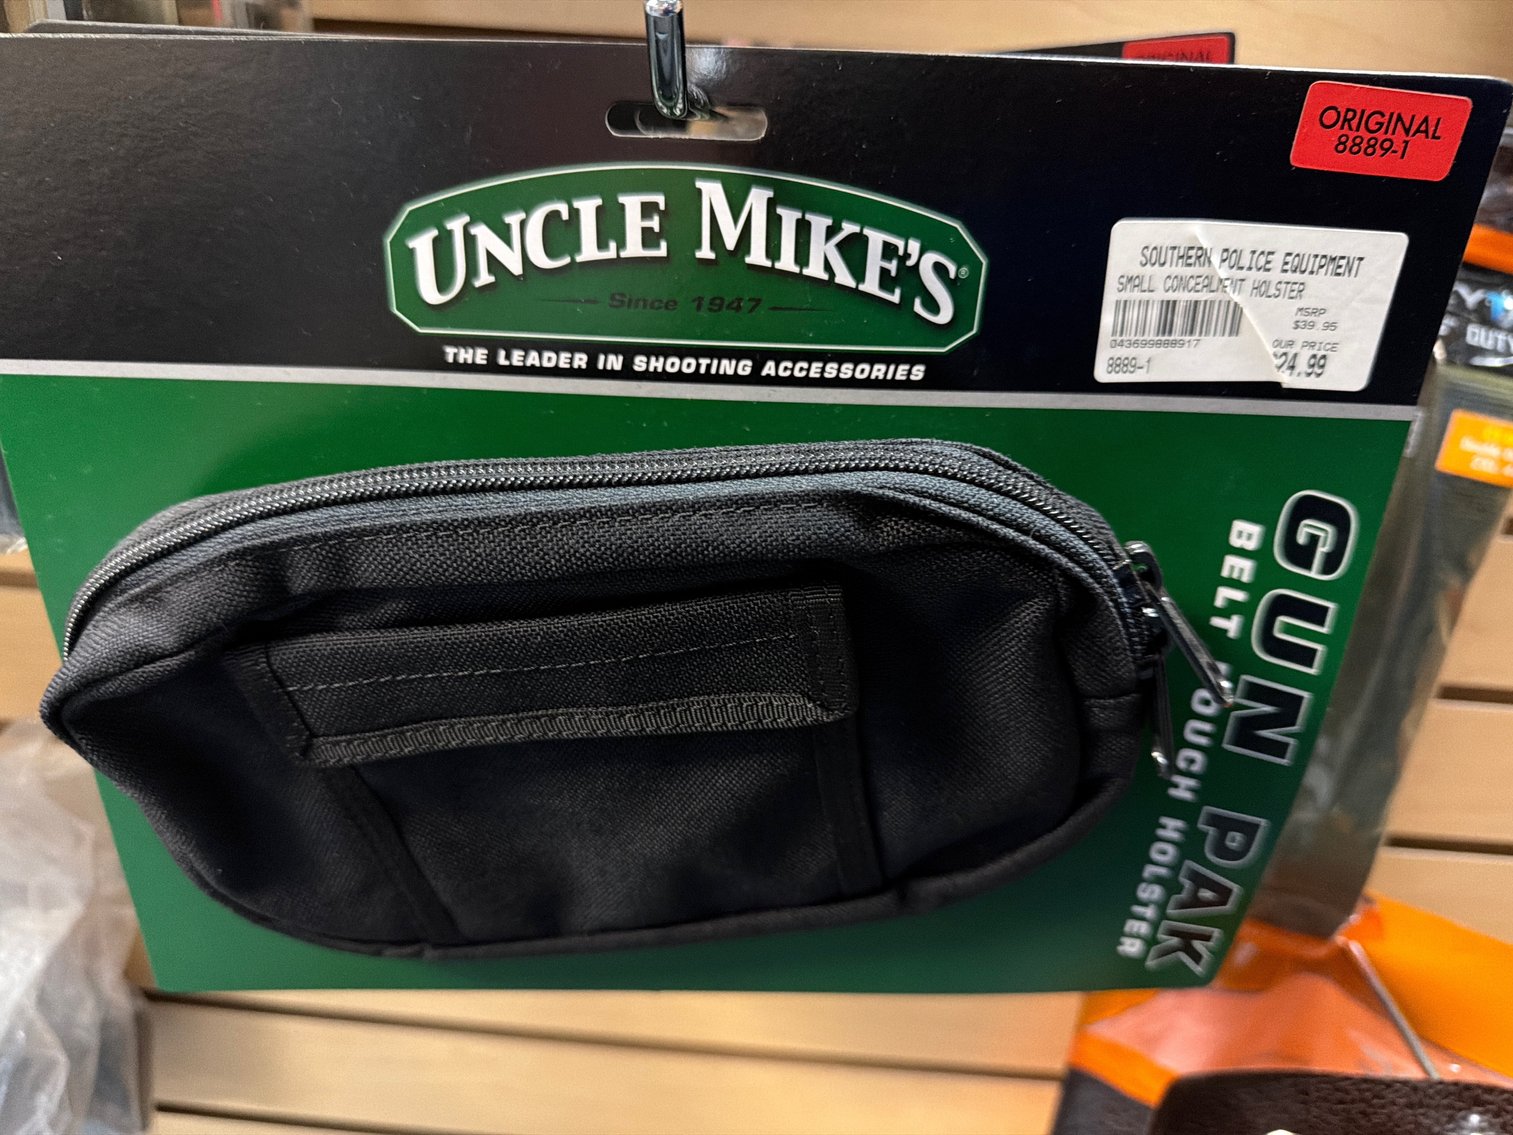 ORIGINAL
ORIGINAL
8889-1
UNCLE MIKE'S®
Since 1947
THE LEADER IN SHOOTING ACCESSORIES
SOUTHERN POLICE EQUIPMENT
SMALL CONCEALMENT HOLSTER
MSRP
$39.95
043699888917
OUR PRICE
8889-1
$24.99
GUN PAK
BELT POUCH HOLSTER